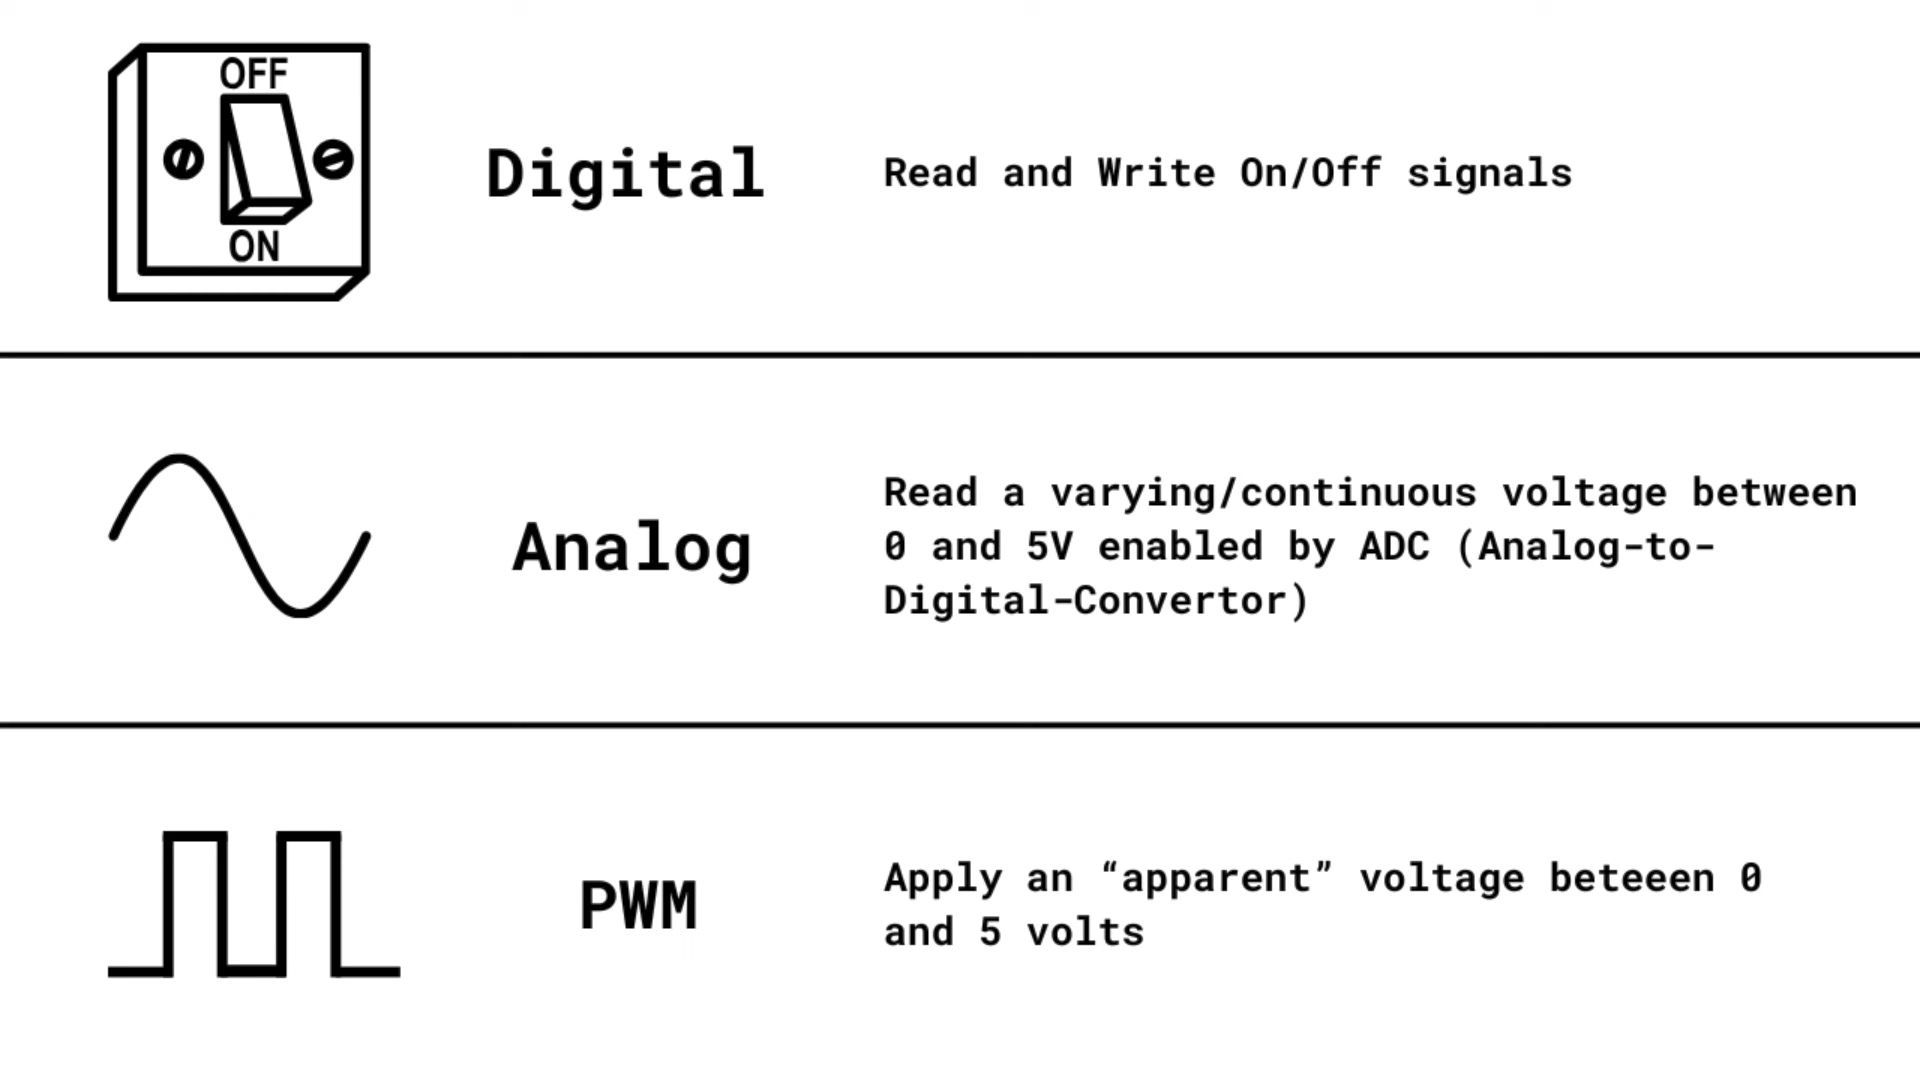 OFF
ON
Digital
Read and Write On/Off signals
Analog
Read a varying/continuous voltage between
0 and 5V enabled by ADC (Analog-to-
Digital-Convertor)
PWM
Apply an “apparent” voltage beteeen 0
and 5 volts